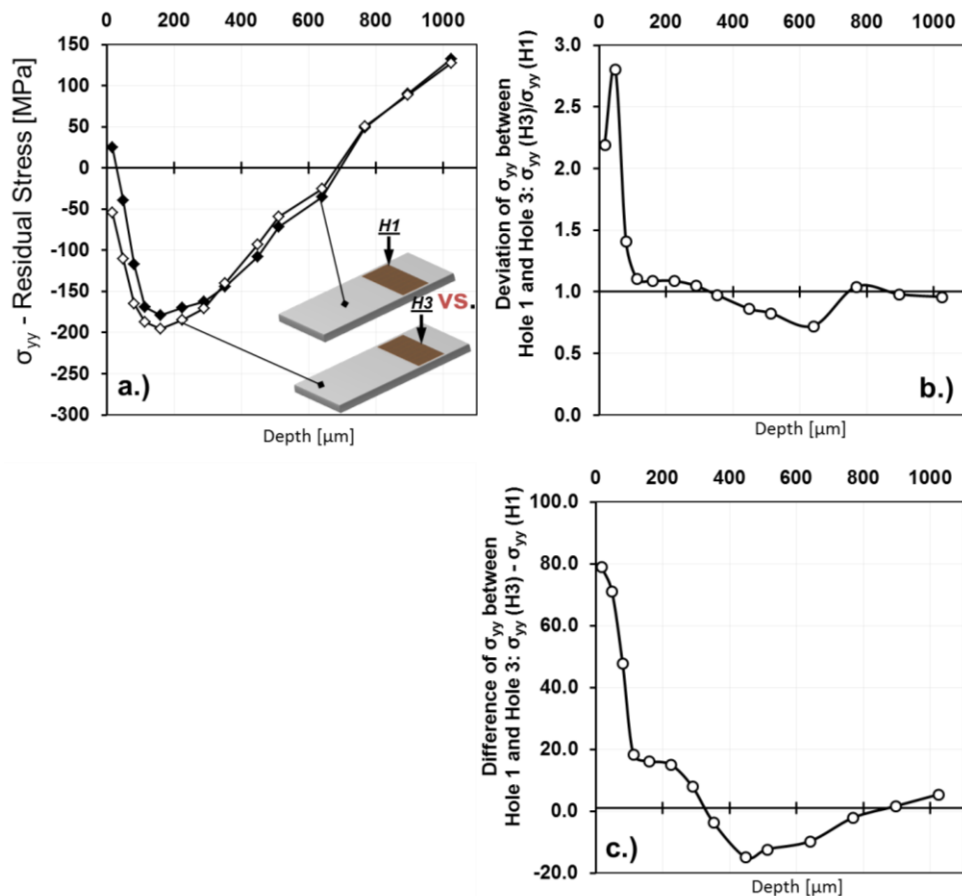 0 200 400 600 800 1000
150
100
50
0
-50
-100
-150
-200
-250
-300
σyy - Residual Stress [MPa]
H1
H3 vs.
a.)
Depth [µm]
0 200 400 600 800 1000
3.0
2.5
2.0
1.5
1.0
0.5
0.0
Deviation of σyy between
Hole 1 and Hole 3: σyy (H3)/σyy (H1)
b.)
Depth [µm]
0 200 400 600 800 1000
100.0
80.0
60.0
40.0
20.0
0.0
-20.0
Difference of σyy between
Hole 1 and Hole 3: σyy (H3) - σyy (H1)
c.)
Depth [µm]